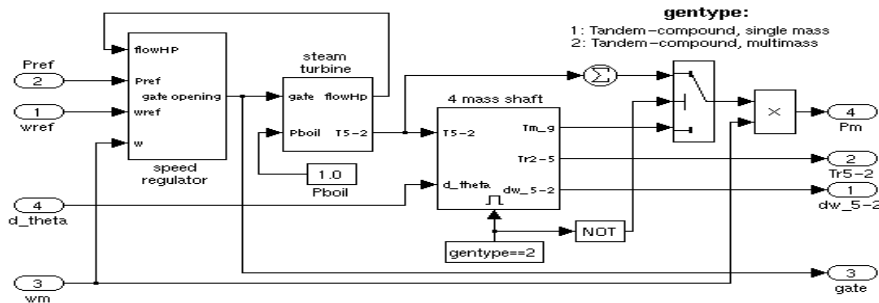 gentype:
1: Tandem-compound, single mass
2: Tandem-compound, multimass
flowHP
Pref
2
Pref
gate opening
1
wref
wref
w
speed
regulator
steam
turbine
gate
flowHp
Pboil
T5-2
1.0
Pboil
4 mass shaft
T5-2
Tm_g
Tr2-5
d_theta
dw_5-2
Σ
×
4
Pm
2
Tr5-2
1
dw_5-2
4
d_theta
NOT
gentype==2
3
wm
3
gate